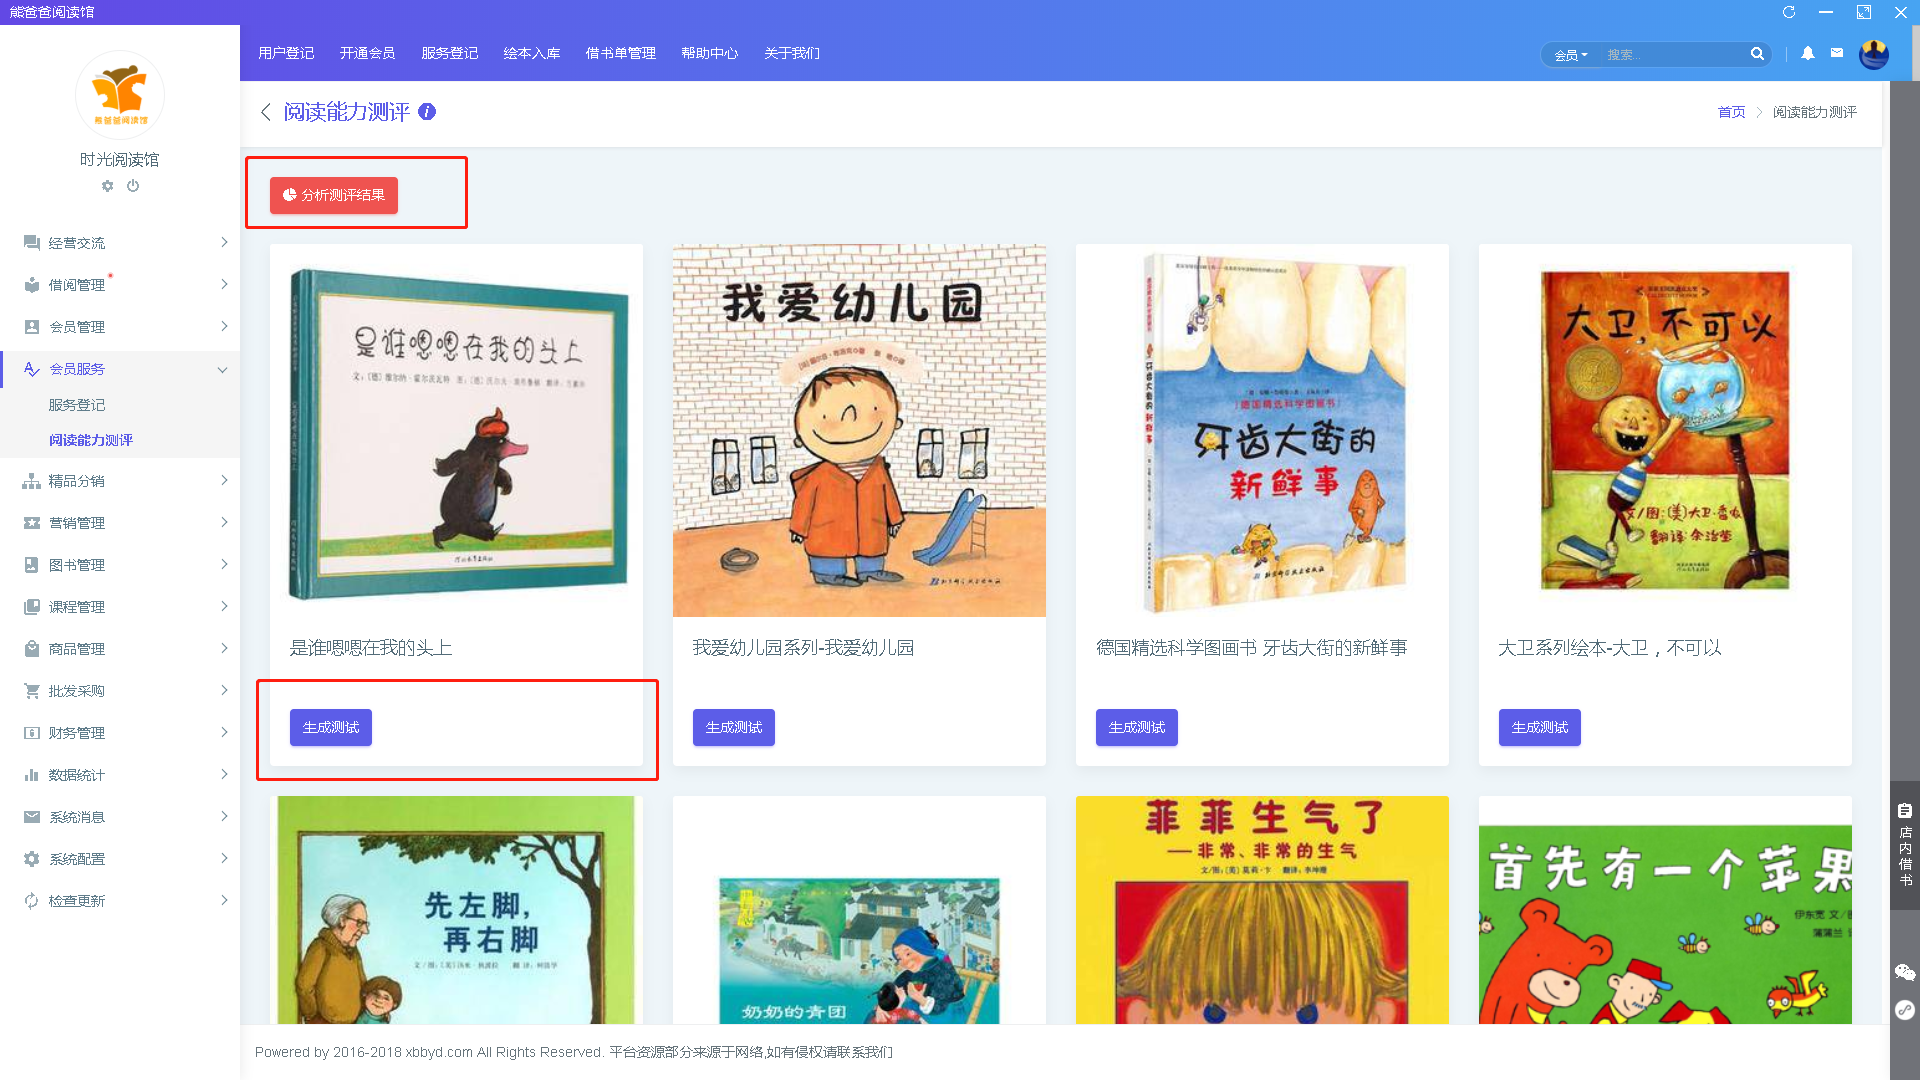 熊爸爸阅读馆
用户登记 开通会员 服务登记 绘本入库 借书单管理 帮助中心 关于我们
会员 搜索...
熊爸爸阅读馆
时光阅读馆
阅读能力测评
首页 > 阅读能力测评
分析测评结果
经营交流
借阅管理
会员管理
会员服务
服务登记
阅读能力测评
精品分销
营销管理
图书管理
课程管理
商品管理
批发采购
财务管理
数据统计
系统消息
系统配置
检查更新
是谁嗯嗯在我的头上
是谁嗯嗯在我的头上
生成测试
我爱幼儿园
我爱幼儿园系列-我爱幼儿园
生成测试
德国精选科学图画书
牙齿大街的
新鲜事
德国精选科学图画书 牙齿大街的新鲜事
生成测试
大卫,不可以
文/图:(美)大卫·香农
翻译:余治莹
大卫系列绘本-大卫，不可以
生成测试
先左脚,
再右脚
奶奶的青团
菲菲生气了
——非常、非常的生气
首先有一个苹果
伊东宽 文/
蒲蒲兰
店内借书
Powered by 2016-2018 xbbyd.com All Rights Reserved. 平台资源部分来源于网络,如有侵权请联系我们